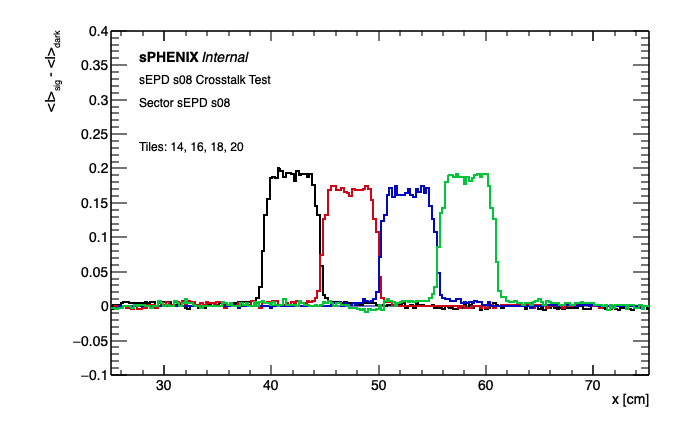 <I>sig - <I>dark
0.4
0.35
0.3
0.25
0.2
0.15
0.1
0.05
0
−0.05
−0.1
sPHENIX Internal
sEPD s08 Crosstalk Test
Sector sEPD s08
Tiles: 14, 16, 18, 20
30 40 50 60 70
x [cm]